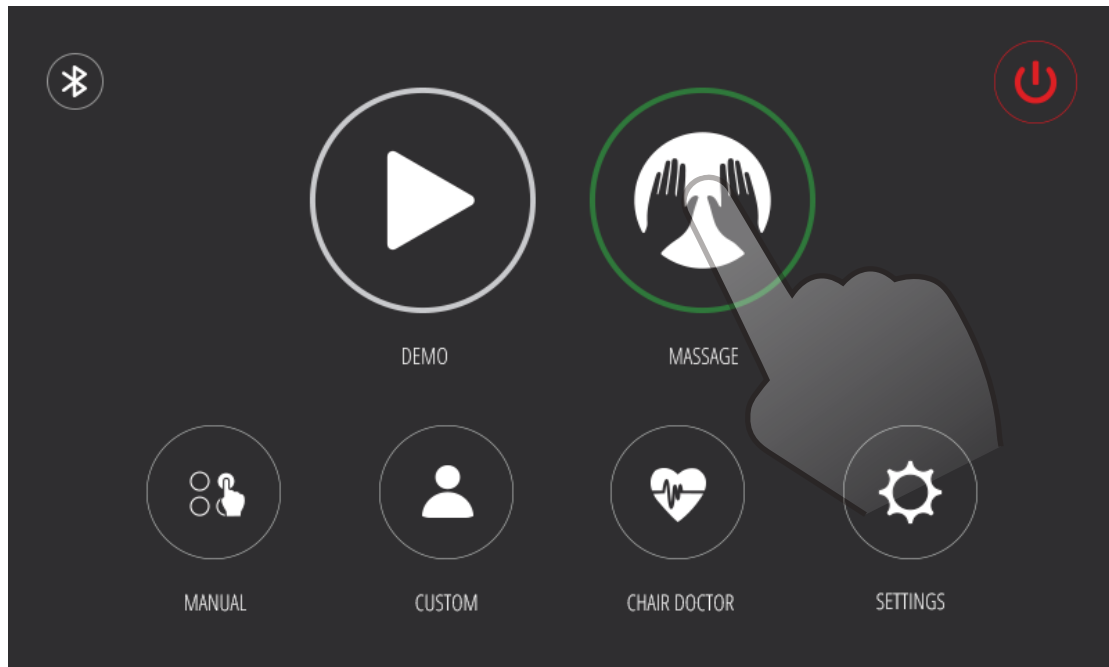 DEMO
MASSAGE
MANUAL
CUSTOM
CHAIR DOCTOR
SETTINGS